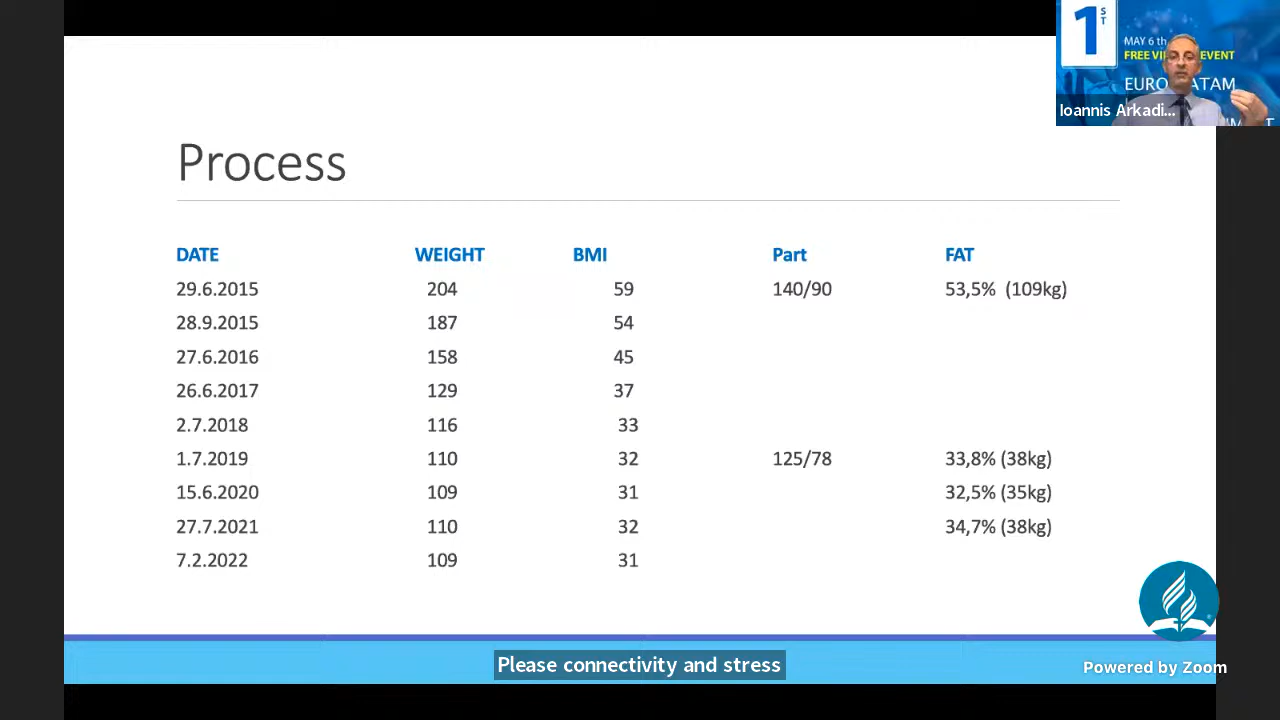 1ST
MAY 6th
FREE VI EVENT
EURO ATAM
Ioannis Arkadi...
Process
DATE WEIGHT BMI Part FAT
29.6.2015 204 59 140/90 53,5% (109kg)
28.9.2015 187 54
27.6.2016 158 45
26.6.2017 129 37
2.7.2018 116 33
1.7.2019 110 32 125/78 33,8% (38kg)
15.6.2020 109 31 32,5% (35kg)
27.7.2021 110 32 34,7% (38kg)
7.2.2022 109 31
Please connectivity and stress
Powered by Zoom